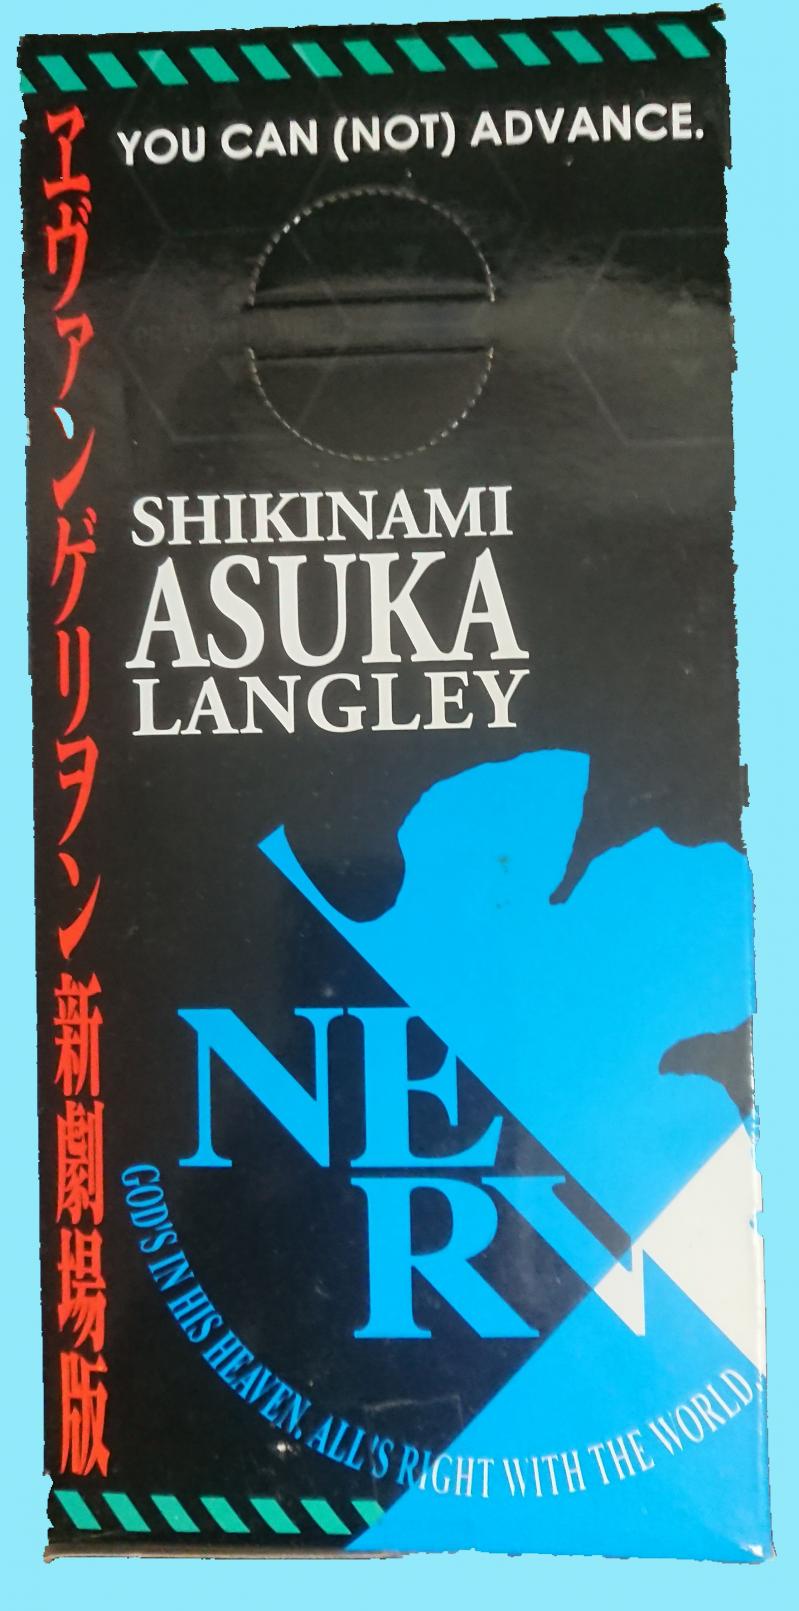 YOU CAN (NOT) ADVANCE.
ヱヴァンゲリヲン新劇場版
SHIKINAMI
ASUKA
LANGLEY
NERV
GOD'S IN HIS HEAVEN. ALL'S RIGHT WITH THE WORLD.